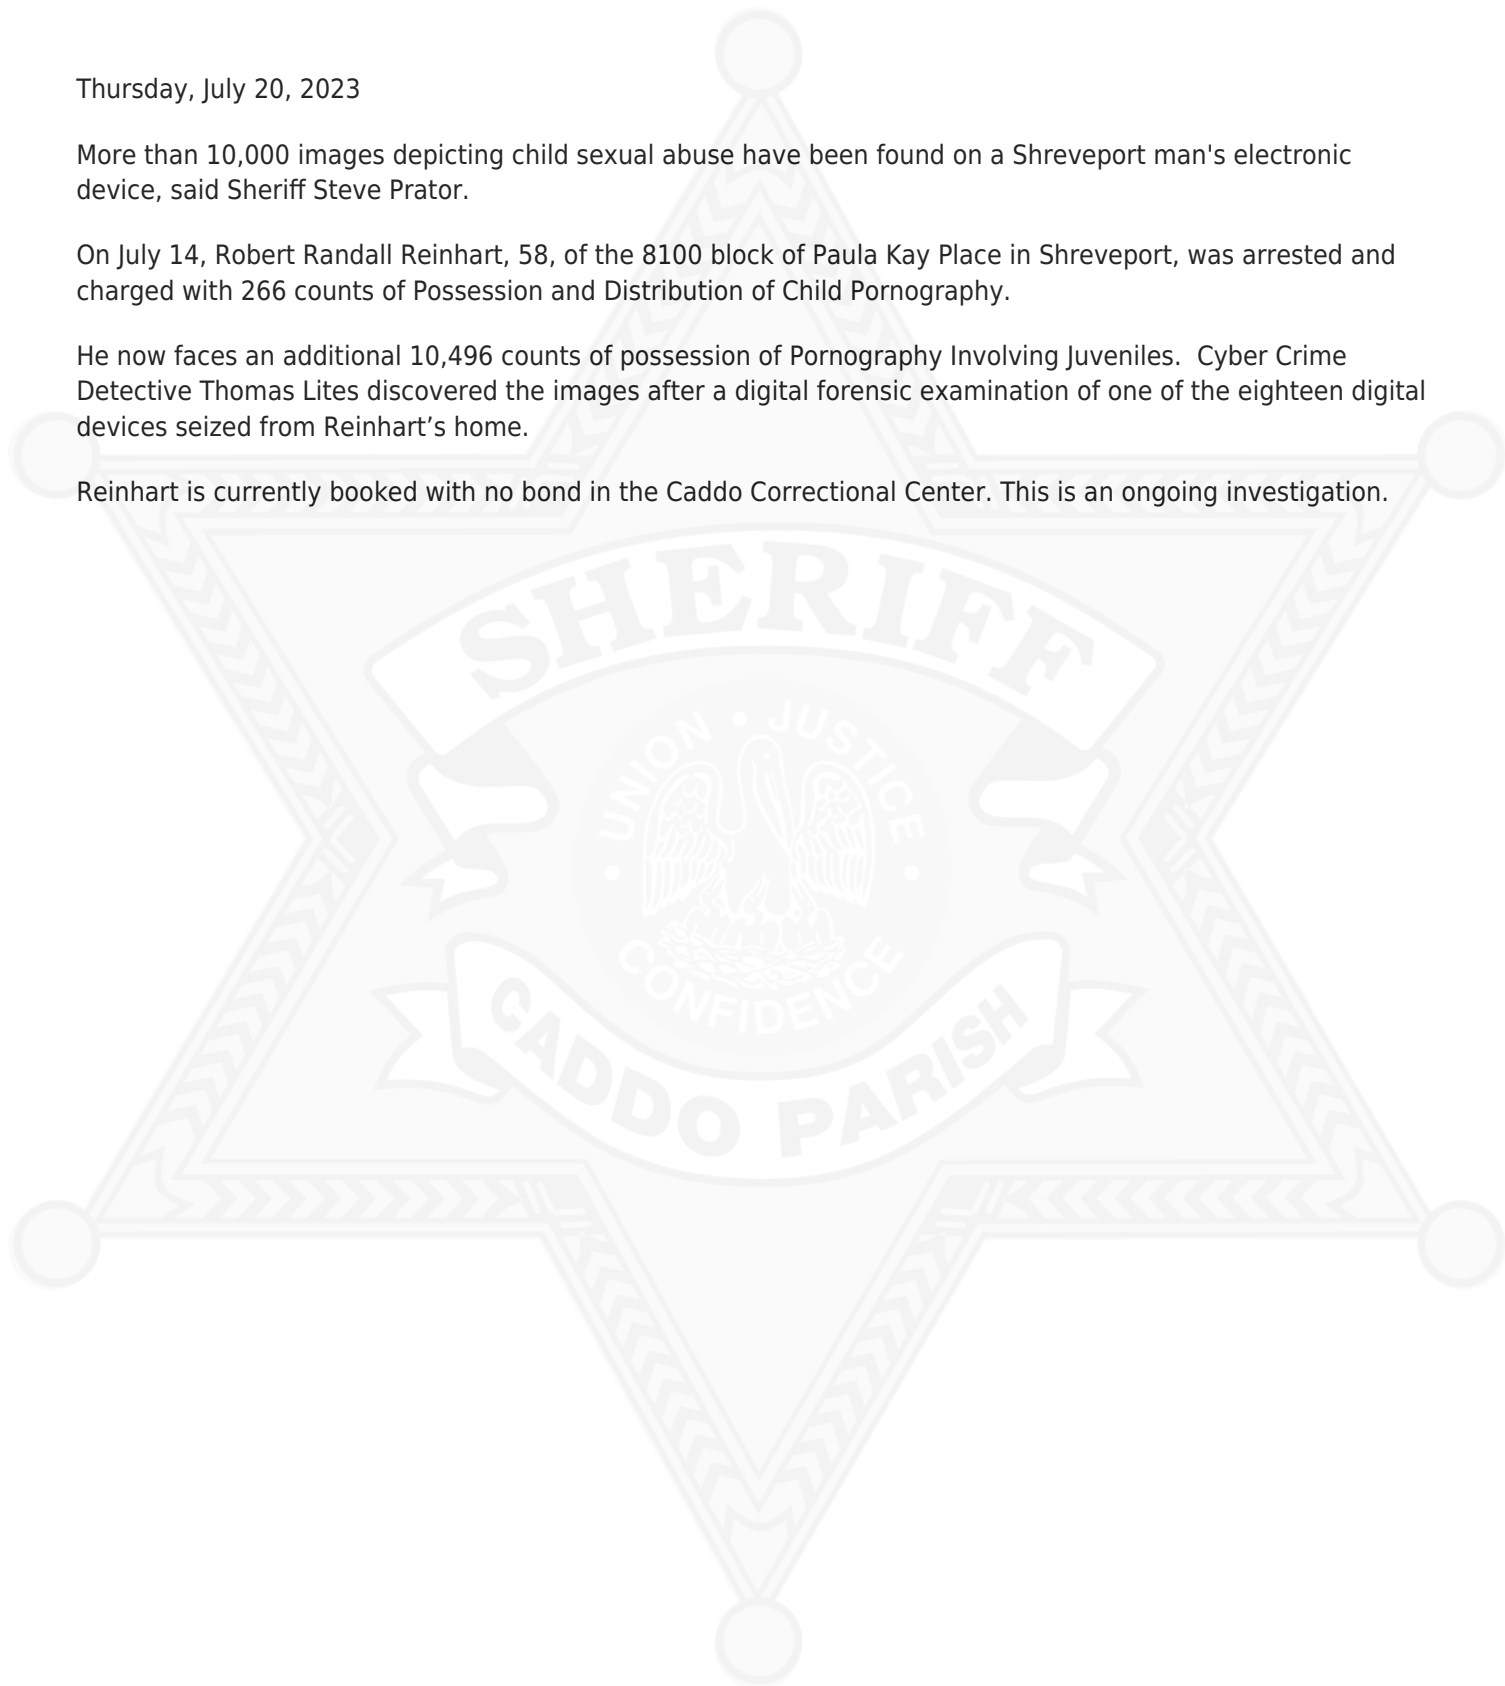 Thursday, July 20, 2023
More than 10,000 images depicting child sexual abuse have been found on a Shreveport man's electronic
device, said Sheriff Steve Prator.
On July 14, Robert Randall Reinhart, 58, of the 8100 block of Paula Kay Place in Shreveport, was arrested and
charged with 266 counts of Possession and Distribution of Child Pornography.
He now faces an additional 10,496 counts of possession of Pornography Involving Juveniles.  Cyber Crime
Detective Thomas Lites discovered the images after a digital forensic examination of one of the eighteen digital
devices seized from Reinhart’s home.
Reinhart is currently booked with no bond in the Caddo Correctional Center. This is an ongoing investigation.
SHERIFF
UNION • JUSTICE
• CONFIDENCE •
CADDO PARISH